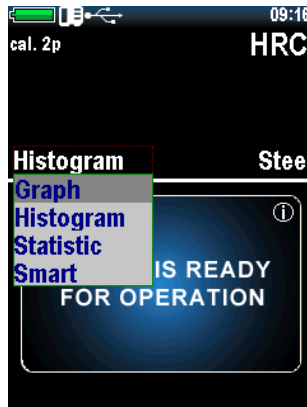 09:16
cal. 2p HRC
Histogram Stee
Graph
Histogram
Statistic
Smart
IS READY
FOR OPERATION